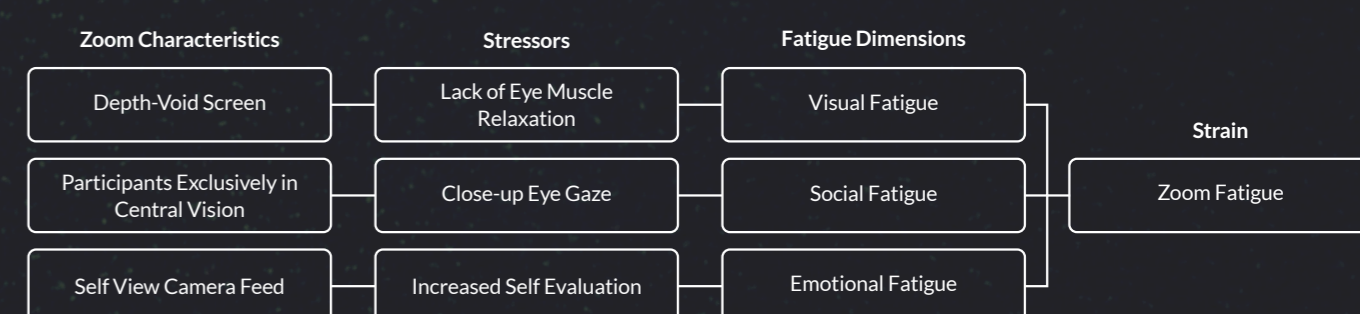 Zoom Characteristics
Stressors
Fatigue Dimensions
Depth-Void Screen
Lack of Eye Muscle
Relaxation
Visual Fatigue
Strain
Participants Exclusively in
Central Vision
Close-up Eye Gaze
Social Fatigue
Zoom Fatigue
Self View Camera Feed
Increased Self Evaluation
Emotional Fatigue